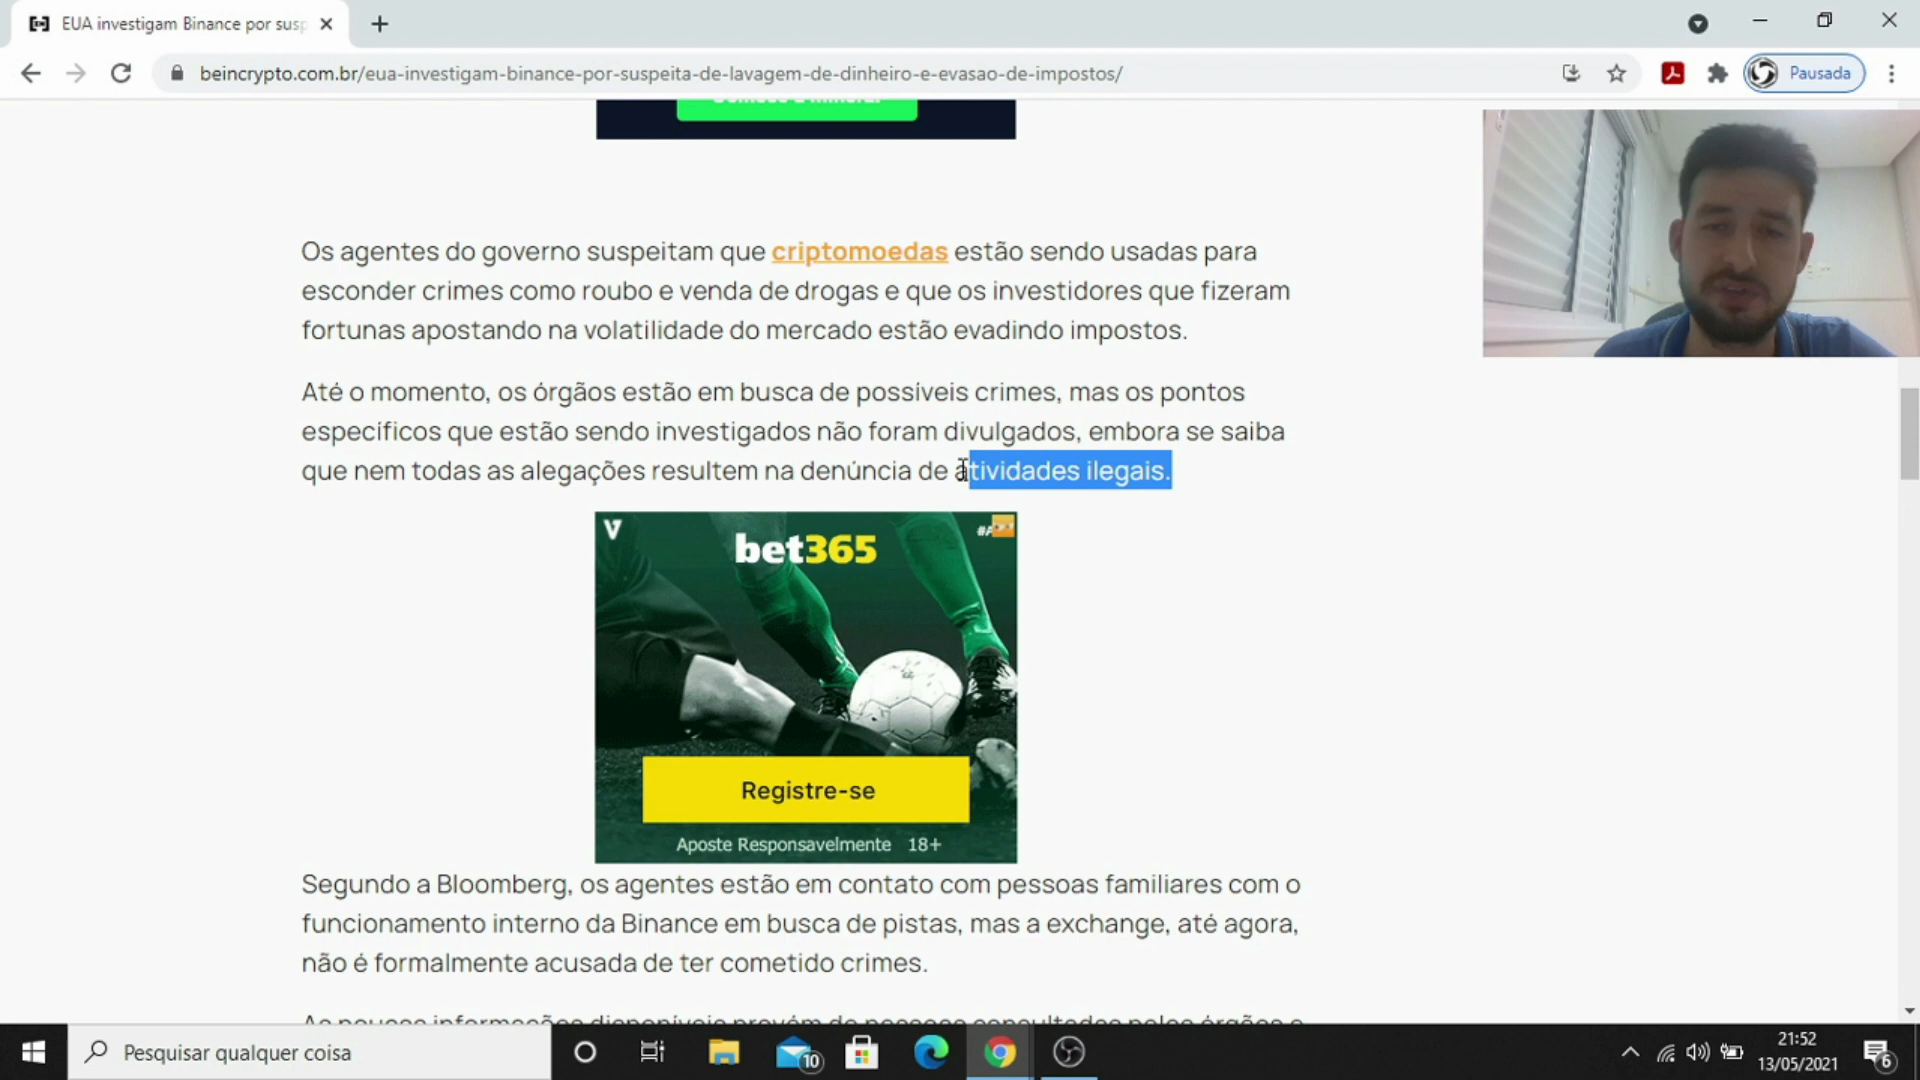 EUA investigam Binance por susp
beincrypto.com.br/eua-investigam-binance-por-suspeita-de-lavagem-de-dinheiro-e-evasao-de-impostos/
Pausada
Os agentes do governo suspeitam que criptomoedas estão sendo usadas para
esconder crimes como roubo e venda de drogas e que os investidores que fizeram
fortunas apostando na volatilidade do mercado estão evadindo impostos.
Até o momento, os órgãos estão em busca de possíveis crimes, mas os pontos
específicos que estão sendo investigados não foram divulgados, embora se saiba
que nem todas as alegações resultem na denúncia de atividades ilegais.
V
bet365
Registre-se
Aposte Responsavelmente 18+
Segundo a Bloomberg, os agentes estão em contato com pessoas familiares com o
funcionamento interno da Binance em busca de pistas, mas a exchange, até agora,
não é formalmente acusada de ter cometido crimes.
Pesquisar qualquer coisa
10
21:52
13/05/2021
6